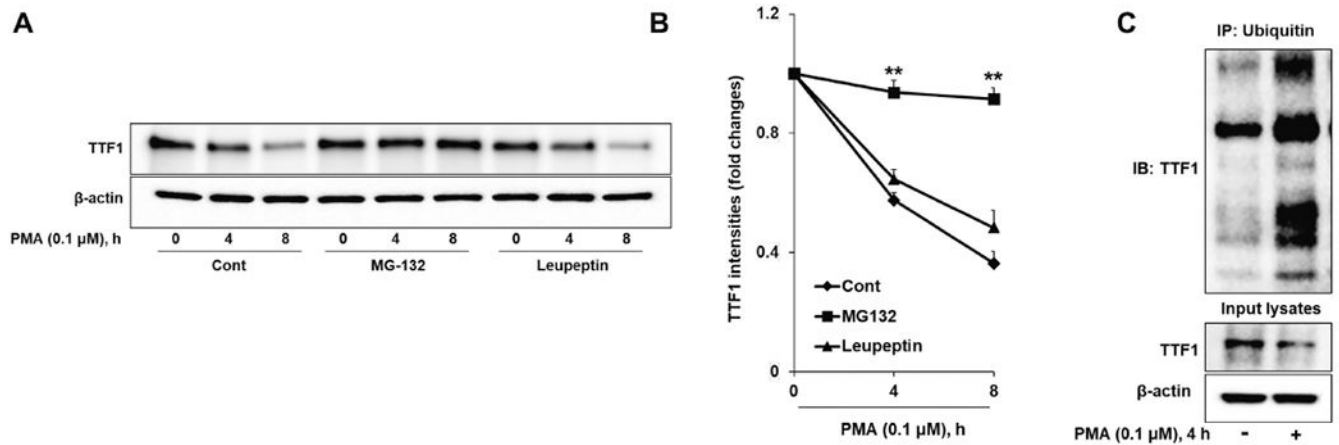 A
TTF1
β-actin
PMA (0.1 μM), h
0 4 8 0 4 8 0 4 8
Cont MG-132 Leupeptin
B
TTF1 intensities (fold changes)
1.2
0.8
0.4
0
** **
Cont
MG132
Leupeptin
0 4 8
PMA (0.1 μM), h
C
IP: Ubiquitin
IB: TTF1
Input lysates
TTF1
β-actin
PMA (0.1 μM), 4 h - +